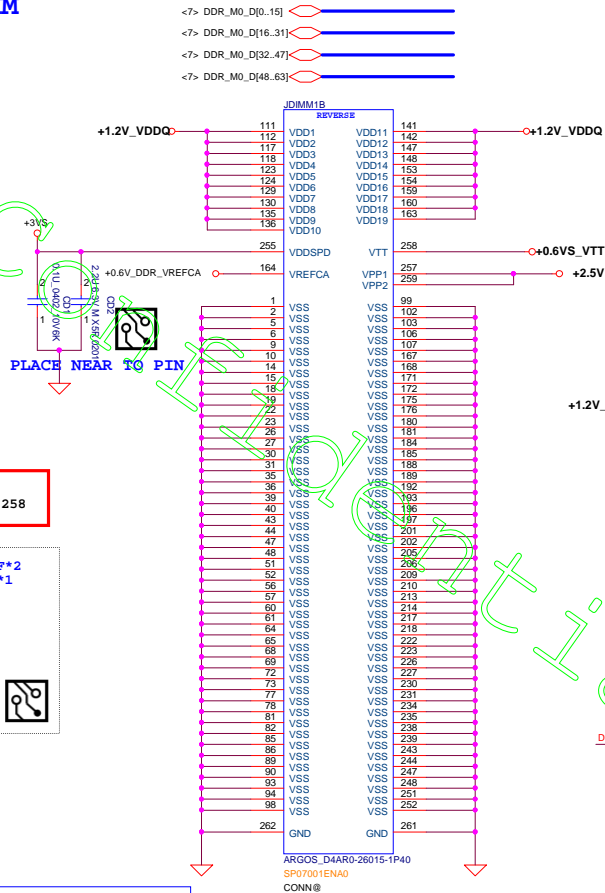 M
<7> DDR_M0_D[0..15]
<7> DDR_M0_D[16..31]
<7> DDR_M0_D[32..47]
<7> DDR_M0_D[48..63]
JDIMM1B
REVERSE
+1.2V_VDDQ 111 VDD1 VDD11 141 +1.2V_VDDQ
112 VDD2 VDD12 142
117 VDD3 VDD13 147
118 VDD4 VDD14 148
123 VDD5 VDD15 153
124 VDD6 VDD16 154
129 VDD7 VDD17 159
130 VDD8 VDD18 160
135 VDD9 VDD19 163
136 VDD10
+3VS 255 VDDSPD VTT 258 +0.6VS_VTT
+0.6V_DDR_VREFCA 164 VREFCA VPP1 257 +2.5V
VPP2 259
2 2
1 1
0.1U_0402_10V6K
CD1
CD2
PLACE NEAR TO PIN
1 VSS VSS 99
2 VSS VSS 102
5 VSS VSS 103
6 VSS VSS 106
9 VSS VSS 107
10 VSS VSS 167
14 VSS VSS 168
15 VSS VSS 171
18 VSS VSS 172
19 VSS VSS 175
22 VSS VSS 176
23 VSS VSS 180
26 VSS VSS 181
27 VSS VSS 184
30 VSS VSS 185
31 VSS VSS 188
35 VSS VSS 189
36 VSS VSS 192
39 VSS VSS 193
40 VSS VSS 196
43 VSS VSS 197
44 VSS VSS 201
47 VSS VSS 202
48 VSS VSS 205
51 VSS VSS 206
52 VSS VSS 209
56 VSS VSS 210
57 VSS VSS 213
60 VSS VSS 214
61 VSS VSS 217
64 VSS VSS 218
65 VSS VSS 222
68 VSS VSS 223
69 VSS VSS 226
72 VSS VSS 227
73 VSS VSS 230
77 VSS VSS 231
78 VSS VSS 234
81 VSS VSS 235
82 VSS VSS 238
85 VSS VSS 239
86 VSS VSS 243
89 VSS VSS 244
90 VSS VSS 247
93 VSS VSS 248
94 VSS VSS 251
98 VSS VSS 252
262 GND GND 261
ARGOS_D4AR0-26015-1P40
SP07001ENA0
CONN@
+1.2V_
258
F*2
*1
D
Confidenti